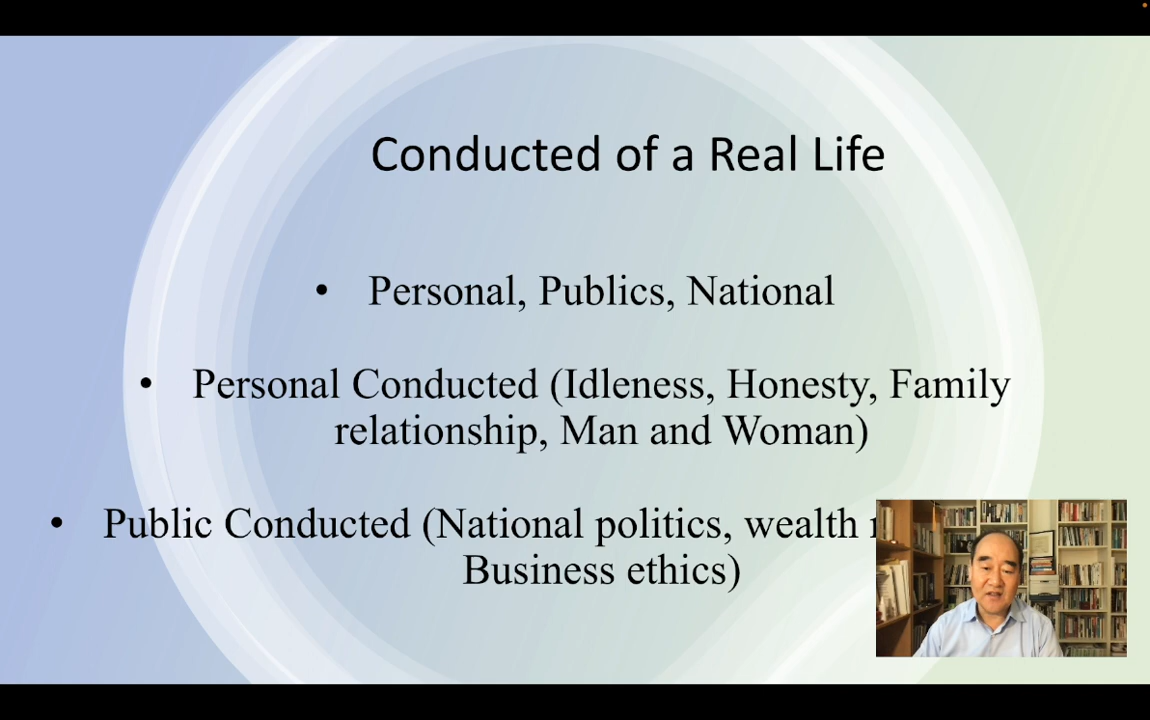 Conducted of a Real Life
• Personal, Publics, National
• Personal Conducted (Idleness, Honesty, Family
relationship, Man and Woman)
• Public Conducted (National politics, wealth
Business ethics)